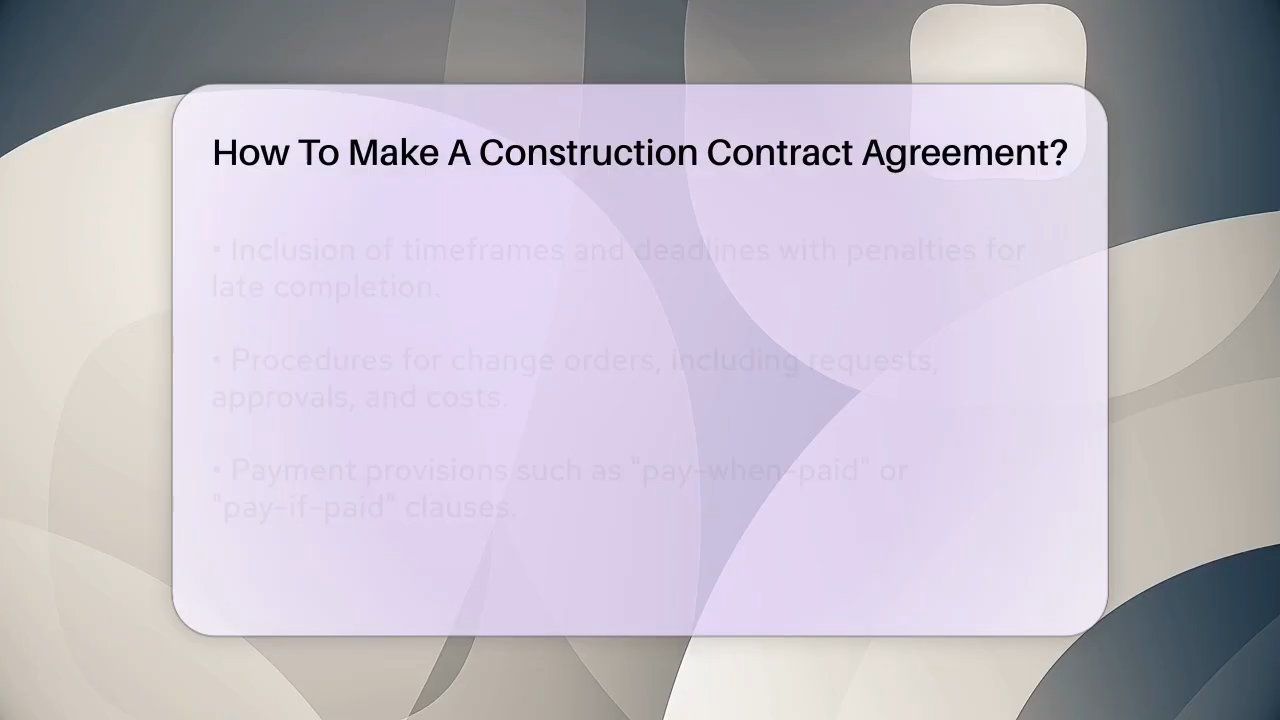 How To Make A Construction Contract Agreement?
• Inclusion of timeframes and deadlines with penalties for
late completion.
• Procedures for change orders, including requests,
approvals, and costs.
• Payment provisions such as "pay-when-paid" or
"pay-if-paid" clauses.